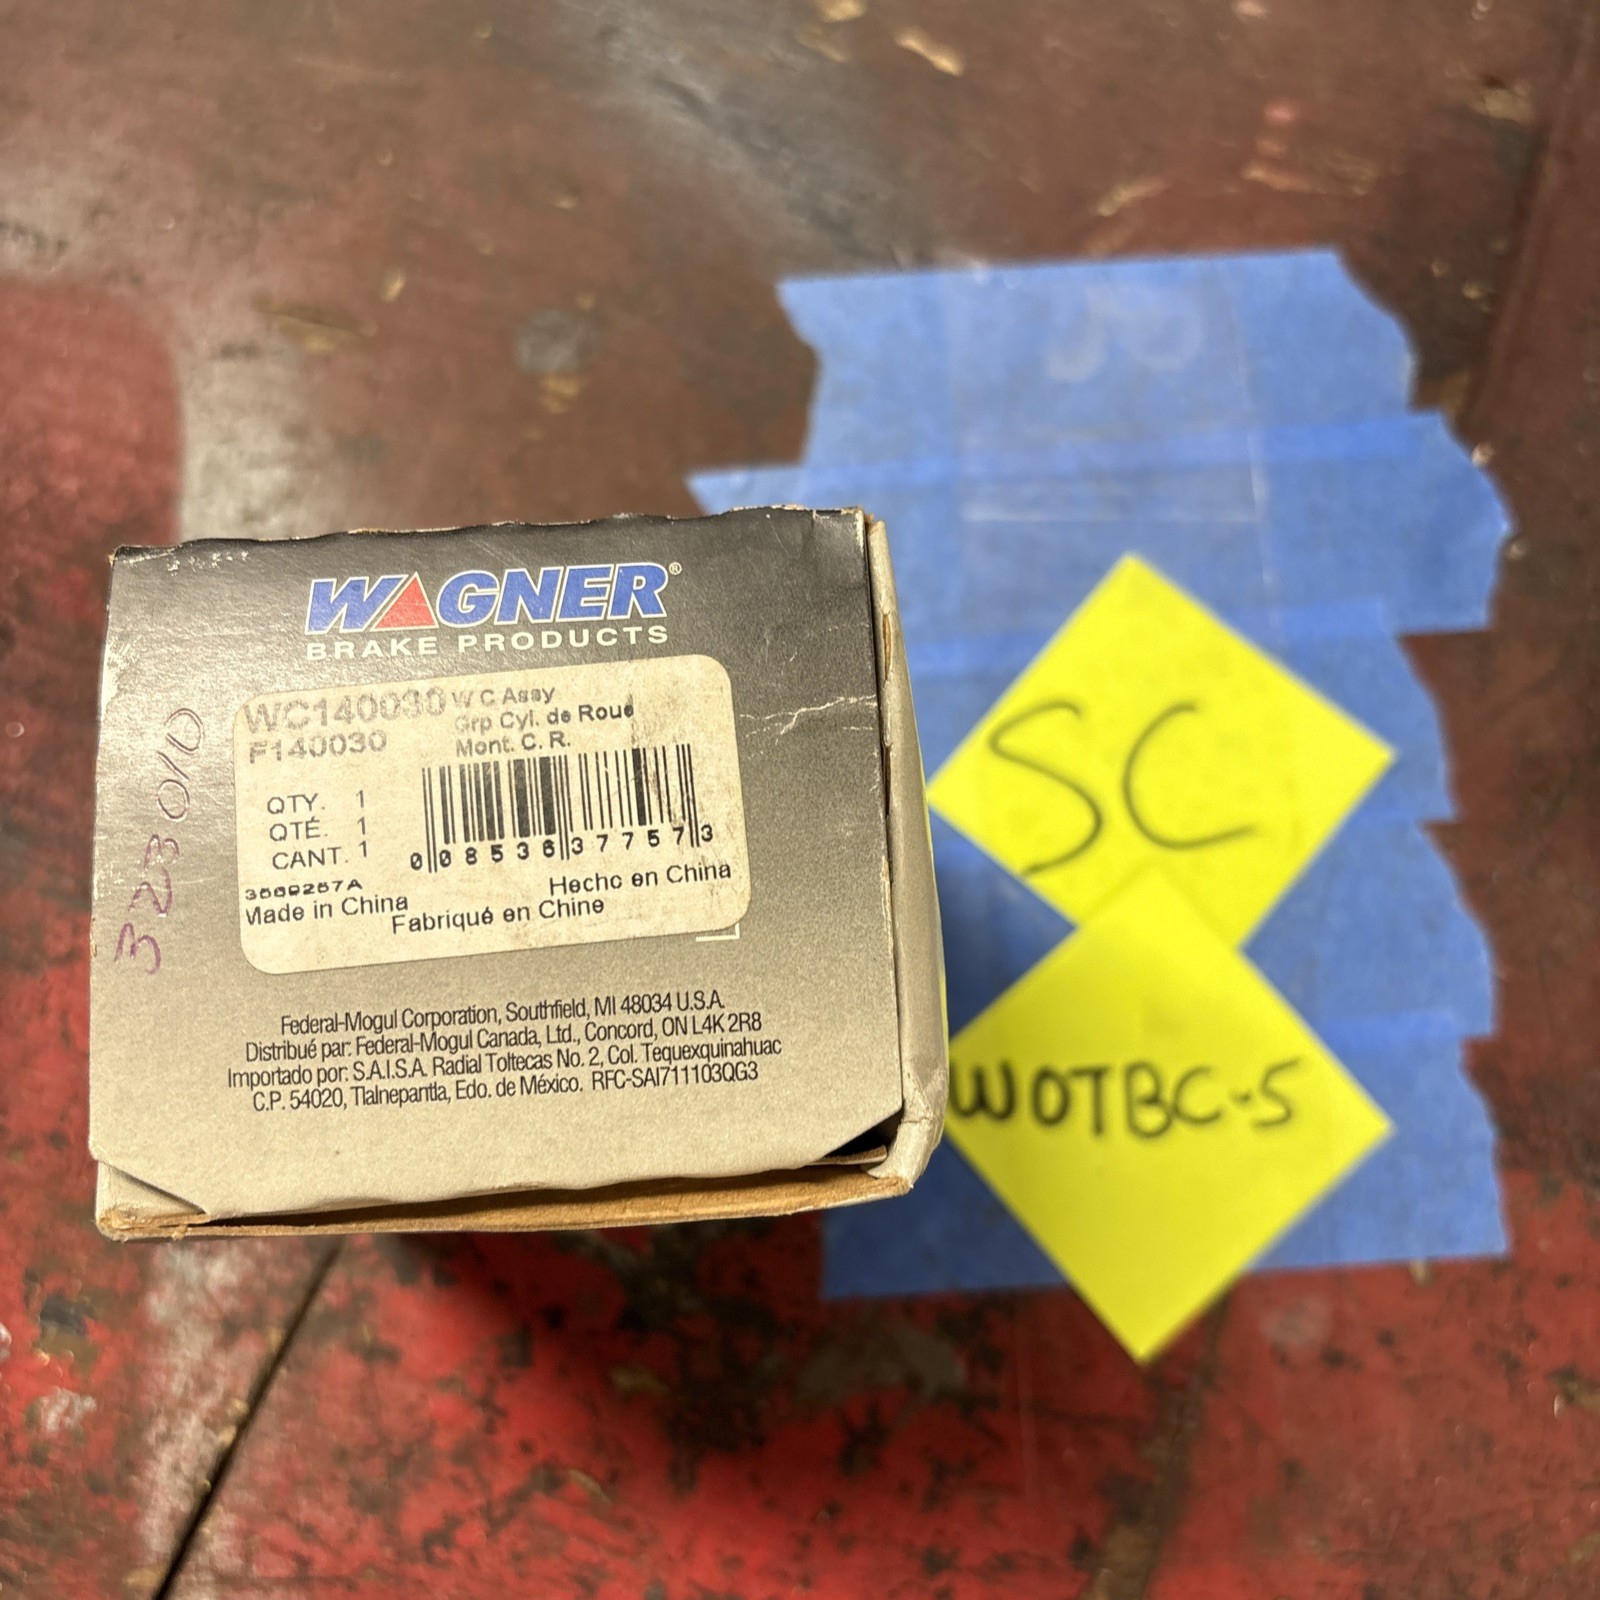 WAGNER®
BRAKE PRODUCTS
WC140030 W C Assy
F140030 Grp Cyl. de Roue
Mont. C. R.
QTY. 1
QTÉ. 1
CANT. 1
0 08536 37757 3
Hecho en China
Made in China
Fabriqué en Chine
Federal-Mogul Corporation, Southfield, MI 48034 U.S.A.
Distribué par: Federal-Mogul Canada, Ltd., Concord, ON L4K 2R8
Importado por: S.A.I.S.A. Radial Toltecas No. 2, Col. Tequexquinahuac
C.P. 54020, Tlalnepantla, Edo. de México. RFC-SAI711103QG3
323010
SC
WOTBC-5